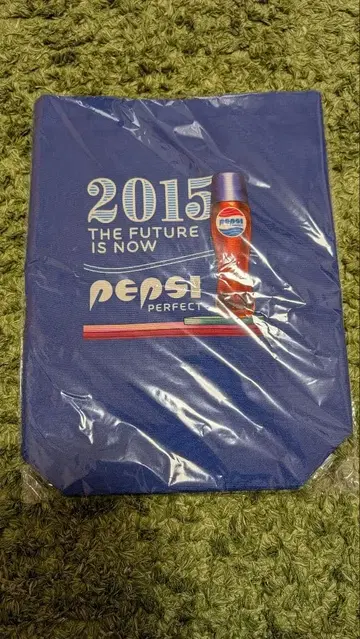 2015
THE FUTURE
IS NOW
PEPSI
PERFECT
PEPSI